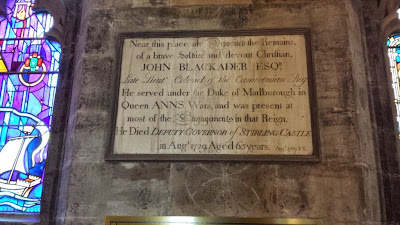 Near this place are Deposited the Remains,
of a brave Soldier and devout Christian,
JOHN BLACKADER ESQR
Late Lieut Colonel of the Cameronian Regt
He served under the Duke of Marlborough in
Queen ANNS Wars, and was present at
most of the Engagements in that Reign.
He Died DEPUTY GOVERNOR of STIRLING CASTLE
in Augt 1729 Aged 65 years.